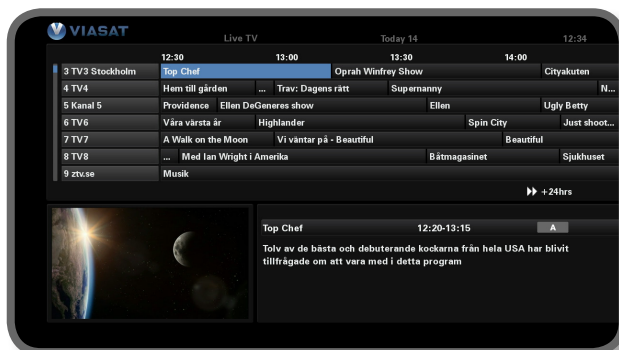 VIASAT Live TV Today 14 12:34
12:30 13:00 13:30 14:00
3 TV3 Stockholm Top Chef Oprah Winfrey Show Cityakuten
4 TV4 Hem till gården ... Trav: Dagens rätt Supernanny N...
5 Kanal 5 Providence Ellen DeGeneres show Ellen Ugly Betty
6 TV6 Våra värsta år Highlander Spin City Just shoot...
7 TV7 A Walk on the Moon Vi väntar på - Beautiful Beautiful
8 TV8 ... Med Ian Wright i Amerika Båtmagasinet Sjukhuset
9 ztv.se Musik
+24hrs
Top Chef 12:20-13:15 A
Tolv av de bästa och debuterande kockarna från hela USA har blivit
tillfrågade om att vara med i detta program